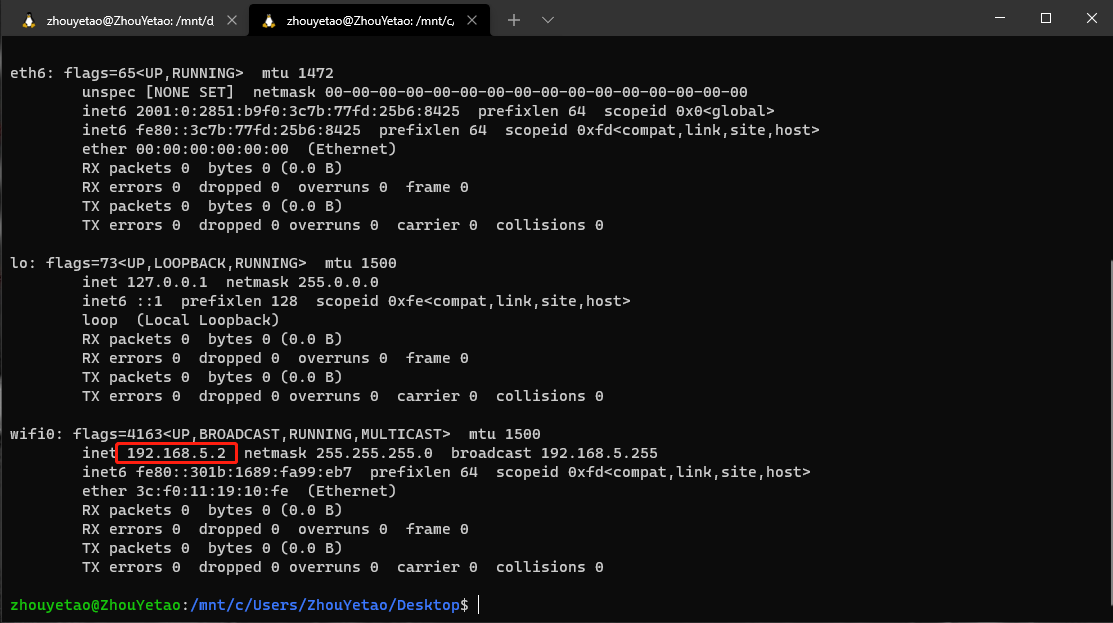 zhouyetao@ZhouYetao: /mnt/d
zhouyetao@ZhouYetao: /mnt/c/
eth6: flags=65<UP,RUNNING>  mtu 1472
        unspec [NONE SET]  netmask 00-00-00-00-00-00-00-00-00-00-00-00-00-00-00-00
        inet6 2001:0:2851:b9f0:3c7b:77fd:25b6:8425  prefixlen 64  scopeid 0x0<global>
        inet6 fe80::3c7b:77fd:25b6:8425  prefixlen 64  scopeid 0xfd<compat,link,site,host>
        ether 00:00:00:00:00:00  (Ethernet)
        RX packets 0  bytes 0 (0.0 B)
        RX errors 0  dropped 0  overruns 0  frame 0
        TX packets 0  bytes 0 (0.0 B)
        TX errors 0  dropped 0 overruns 0  carrier 0  collisions 0

lo: flags=73<UP,LOOPBACK,RUNNING>  mtu 1500
        inet 127.0.0.1  netmask 255.0.0.0
        inet6 ::1  prefixlen 128  scopeid 0xfe<compat,link,site,host>
        loop  (Local Loopback)
        RX packets 0  bytes 0 (0.0 B)
        RX errors 0  dropped 0  overruns 0  frame 0
        TX packets 0  bytes 0 (0.0 B)
        TX errors 0  dropped 0 overruns 0  carrier 0  collisions 0

wifi0: flags=4163<UP,BROADCAST,RUNNING,MULTICAST>  mtu 1500
        inet 192.168.5.2  netmask 255.255.255.0  broadcast 192.168.5.255
        inet6 fe80::301b:1689:fa99:eb7  prefixlen 64  scopeid 0xfd<compat,link,site,host>
        ether 3c:f0:11:19:10:fe  (Ethernet)
        RX packets 0  bytes 0 (0.0 B)
        RX errors 0  dropped 0  overruns 0  frame 0
        TX packets 0  bytes 0 (0.0 B)
        TX errors 0  dropped 0 overruns 0  carrier 0  collisions 0

zhouyetao@ZhouYetao:/mnt/c/Users/ZhouYetao/Desktop$